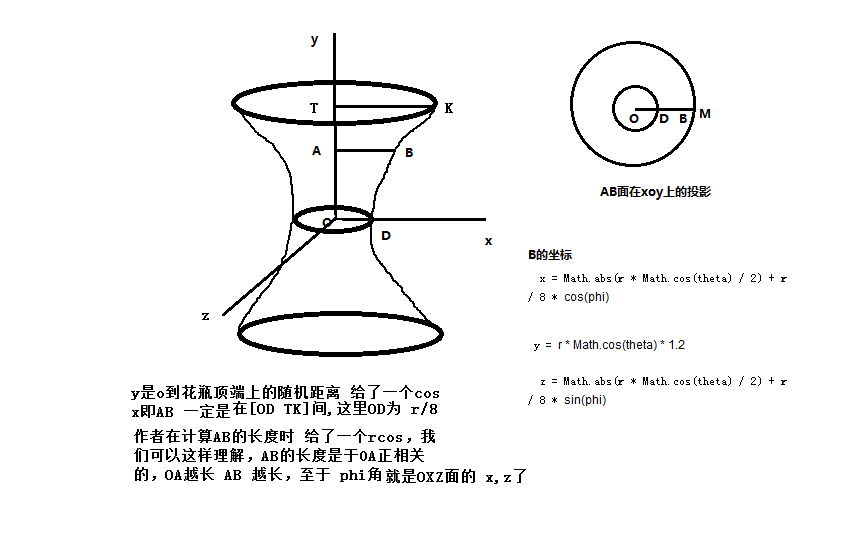 y
T
K
A
B
O
D
x
z
O
D
B
M
AB面在xoy上的投影
B的坐标
x = Math.abs(r * Math.cos(theta) / 2) + r
/ 8 * cos(phi)
y = r * Math.cos(theta) * 1.2
z = Math.abs(r * Math.cos(theta) / 2) + r
/ 8 * sin(phi)
y是o到花瓶顶端上的随机距离 给了一个cos
x即AB 一定是在[OD TK]间,这里OD为 r/8
作者在计算AB的长度时 给了一个rcos，我
们可以这样理解，AB的长度是于OA正相关
的，OA越长 AB 越长，至于 phi角就是OXZ面的 x,z了